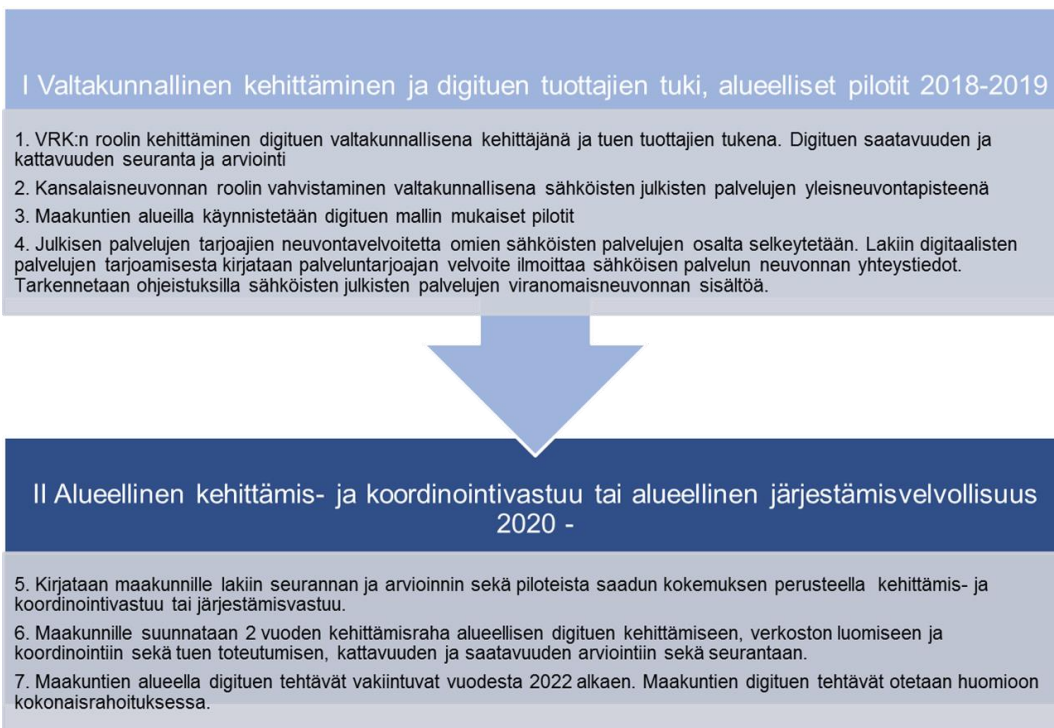 I Valtakunnallinen kehittäminen ja digituen tuottajien tuki, alueelliset pilotit 2018-2019
1. VRK:n roolin kehittäminen digituen valtakunnallisena kehittäjänä ja tuen tuottajien tukena. Digituen saatavuuden ja
kattavuuden seuranta ja arviointi
2. Kansalaisneuvonnan roolin vahvistaminen valtakunnallisena sähköisten julkisten palvelujen yleisneuvontapisteenä
3. Maakuntien alueilla käynnistetään digituen mallin mukaiset pilotit
4. Julkisen palvelujen tarjoajien neuvontavelvoitetta omien sähköisten palvelujen osalta selkeytetään. Lakiin digitaalisten
palvelujen tarjoamisesta kirjataan palveluntarjoajan velvoite ilmoittaa sähköisen palvelun neuvonnan yhteystiedot.
Tarkennetaan ohjeistuksilla sähköisten julkisten palvelujen viranomaisneuvonnan sisältöä.
II Alueellinen kehittämis- ja koordinointivastuu tai alueellinen järjestämisvelvollisuus
2020 -
5. Kirjataan maakunnille lakiin seurannan ja arvioinnin sekä piloteista saadun kokemuksen perusteella kehittämis- ja
koordinointivastuu tai järjestämisvastuu.
6. Maakunnille suunnataan 2 vuoden kehittämisraha alueellisen digituen kehittämiseen, verkoston luomiseen ja
koordinointiin sekä tuen toteutumisen, kattavuuden ja saatavuuden arviointiin sekä seurantaan.
7. Maakuntien alueella digituen tehtävät vakiintuvat vuodesta 2022 alkaen. Maakuntien digituen tehtävät otetaan huomioon
kokonaisrahoituksessa.